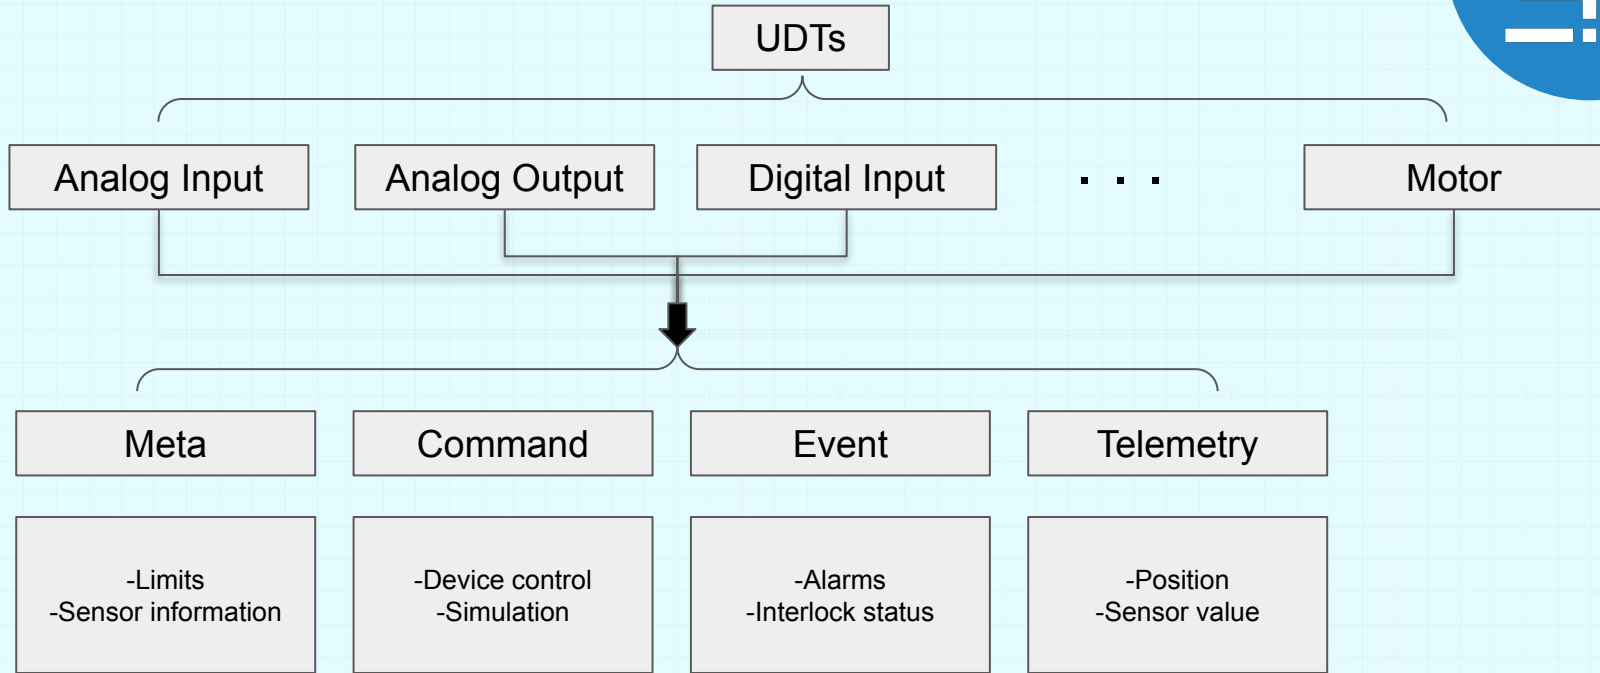 UDTs
Analog Input
Analog Output
Digital Input
. . .
Motor
Meta
Command
Event
Telemetry
-Limits
-Sensor information
-Device control
-Simulation
-Alarms
-Interlock status
-Position
-Sensor value